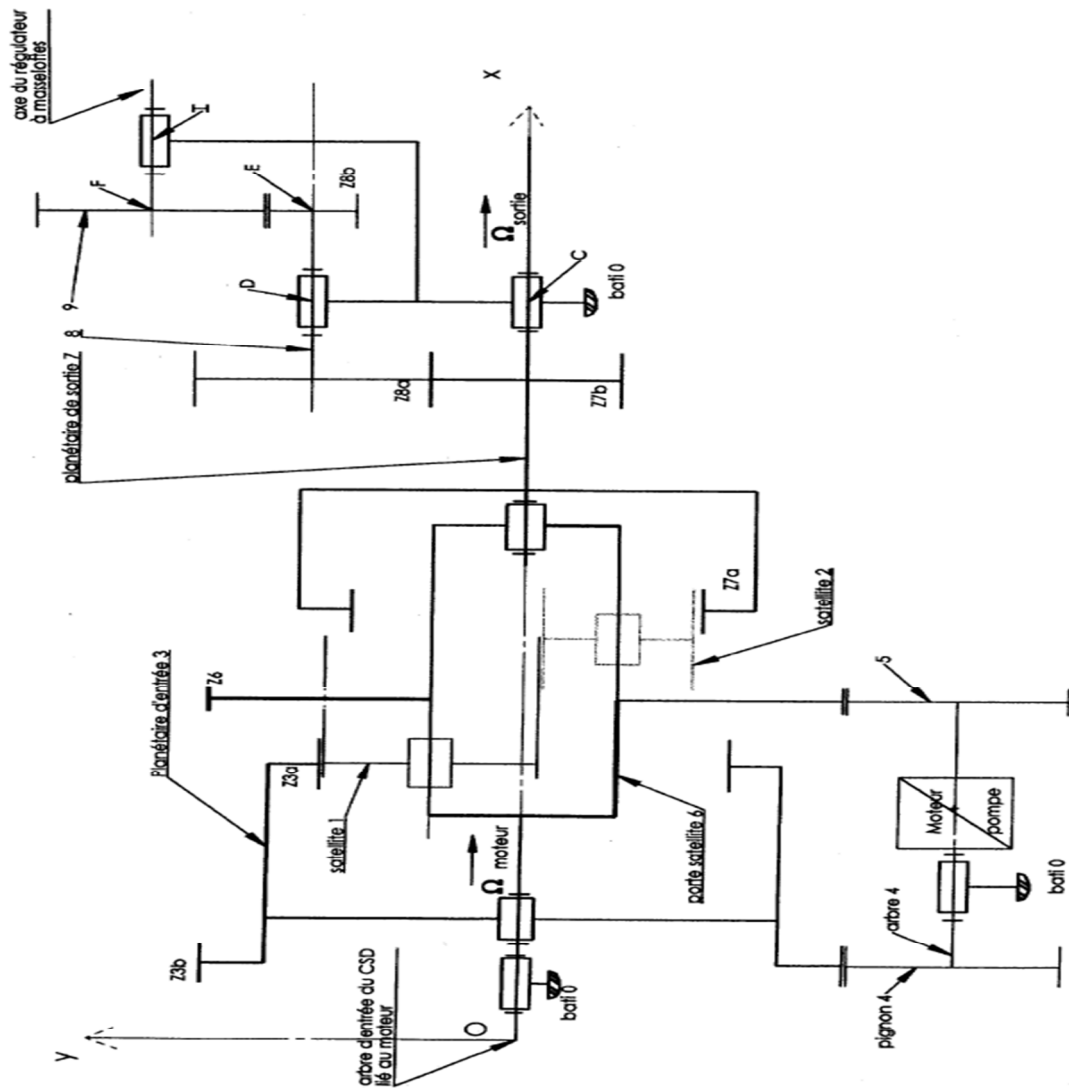 axe du régulateur
à masselottes
F
H
9
8
E
Z8b
D
planétaire de sortie 7
Z8a
Z7b
C
bati 0
Ω sortie
X
Planétaire d'entrée 3
Z6
Z3b
Z3a
satellite 1
Z7a
satellite 2
porte satellite 6
Ω moteur
y
O
arbre d'entrée du CSD
lié au moteur
bati 0
5
Moteur
pompe
arbre 4
pignon 4
bati 0